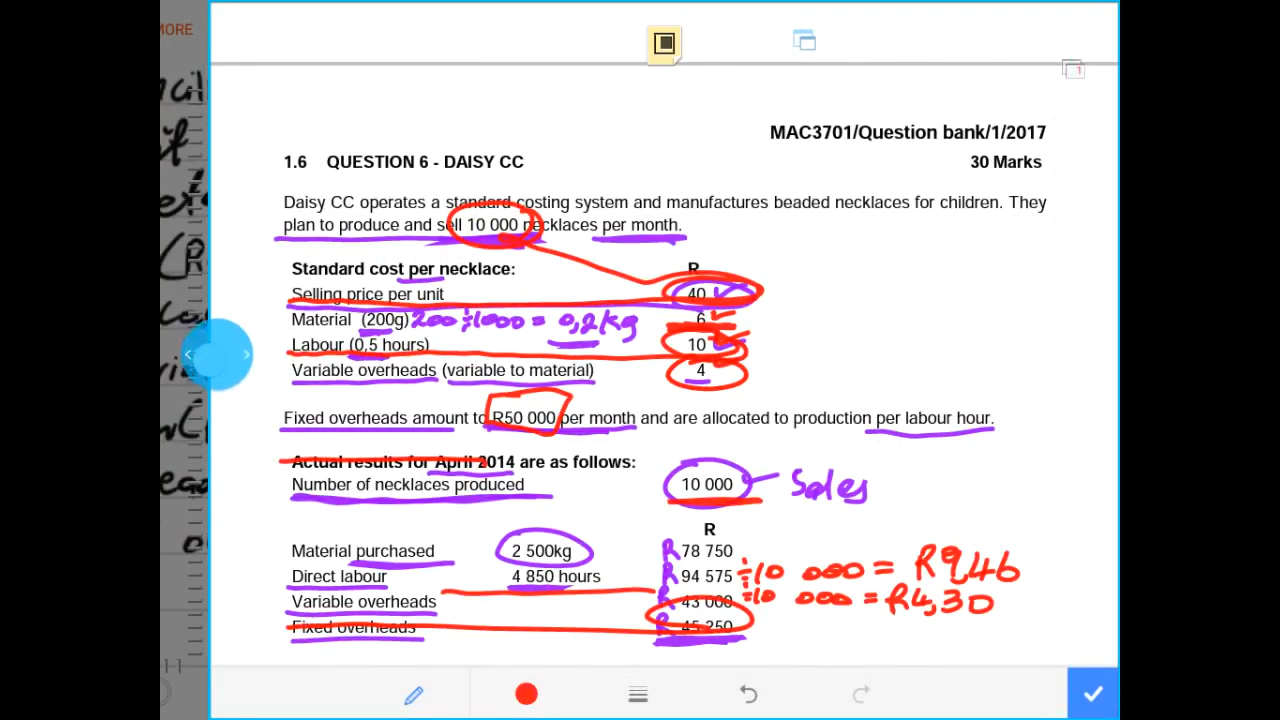 MORE
MAC3701/Question bank/1/2017
1.6 QUESTION 6 - DAISY CC 30 Marks
Daisy CC operates a standard costing system and manufactures beaded necklaces for children. They
plan to produce and sell 10 000 necklaces per month.
Standard cost per necklace: R
Selling price per unit 40
Material (200g) 200 ÷ 1000 = 0,2kg 6
Labour (0,5 hours) 10
Variable overheads (variable to material) 4
Fixed overheads amount to R50 000 per month and are allocated to production per labour hour.
Actual results for April 2014 are as follows:
Number of necklaces produced 10 000 Sales
R
Material purchased 2 500kg R 78 750
Direct labour 4 850 hours R 94 575 ÷10 000 = R9,46
Variable overheads R 43 000 ÷10 000 = R4,30
Fixed overheads R 45 250